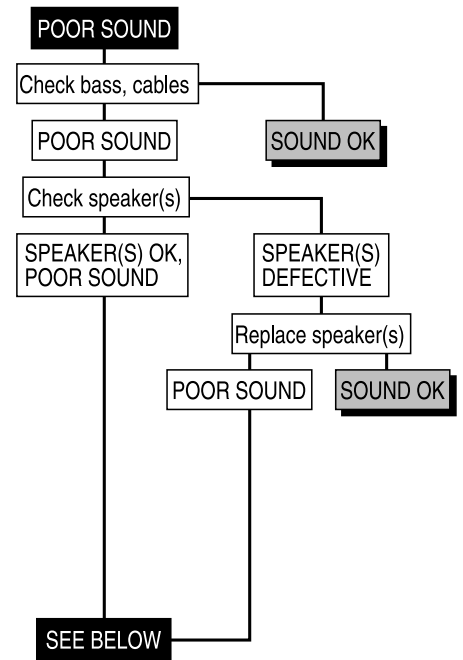 POOR SOUND
Check bass, cables
POOR SOUND
SOUND OK
Check speaker(s)
SPEAKER(S) OK,
POOR SOUND
SPEAKER(S)
DEFECTIVE
Replace speaker(s)
POOR SOUND
SOUND OK
SEE BELOW